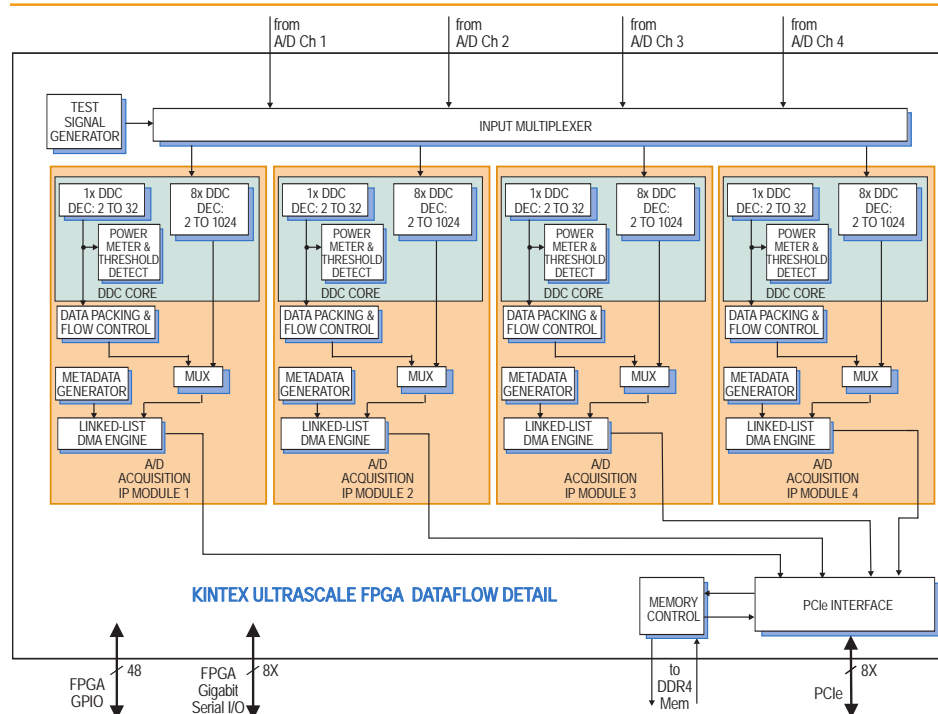 from
A/D Ch 1
from
A/D Ch 2
from
A/D Ch 3
from
A/D Ch 4
TEST
SIGNAL
GENERATOR
INPUT MULTIPLEXER
1x DDC
DEC: 2 TO 32
8x DDC
DEC:
2 TO 1024
POWER
METER &
THRESHOLD
DETECT
DDC CORE
DATA PACKING &
FLOW CONTROL
METADATA
GENERATOR
MUX
LINKED-LIST
DMA ENGINE
A/D
ACQUISITION
IP MODULE 1
1x DDC
DEC: 2 TO 32
8x DDC
DEC:
2 TO 1024
POWER
METER &
THRESHOLD
DETECT
DDC CORE
DATA PACKING &
FLOW CONTROL
METADATA
GENERATOR
MUX
LINKED-LIST
DMA ENGINE
A/D
ACQUISITION
IP MODULE 2
1x DDC
DEC: 2 TO 32
8x DDC
DEC:
2 TO 1024
POWER
METER &
THRESHOLD
DETECT
DDC CORE
DATA PACKING &
FLOW CONTROL
METADATA
GENERATOR
MUX
LINKED-LIST
DMA ENGINE
A/D
ACQUISITION
IP MODULE 3
1x DDC
DEC: 2 TO 32
8x DDC
DEC:
2 TO 1024
POWER
METER &
THRESHOLD
DETECT
DDC CORE
DATA PACKING &
FLOW CONTROL
METADATA
GENERATOR
MUX
LINKED-LIST
DMA ENGINE
A/D
ACQUISITION
IP MODULE 4
KINTEX ULTRASCALE FPGA DATAFLOW DETAIL
MEMORY
CONTROL
PCIe INTERFACE
48
FPGA
GPIO
8X
FPGA
Gigabit
Serial I/O
to
DDR4
Mem
8X
PCIe